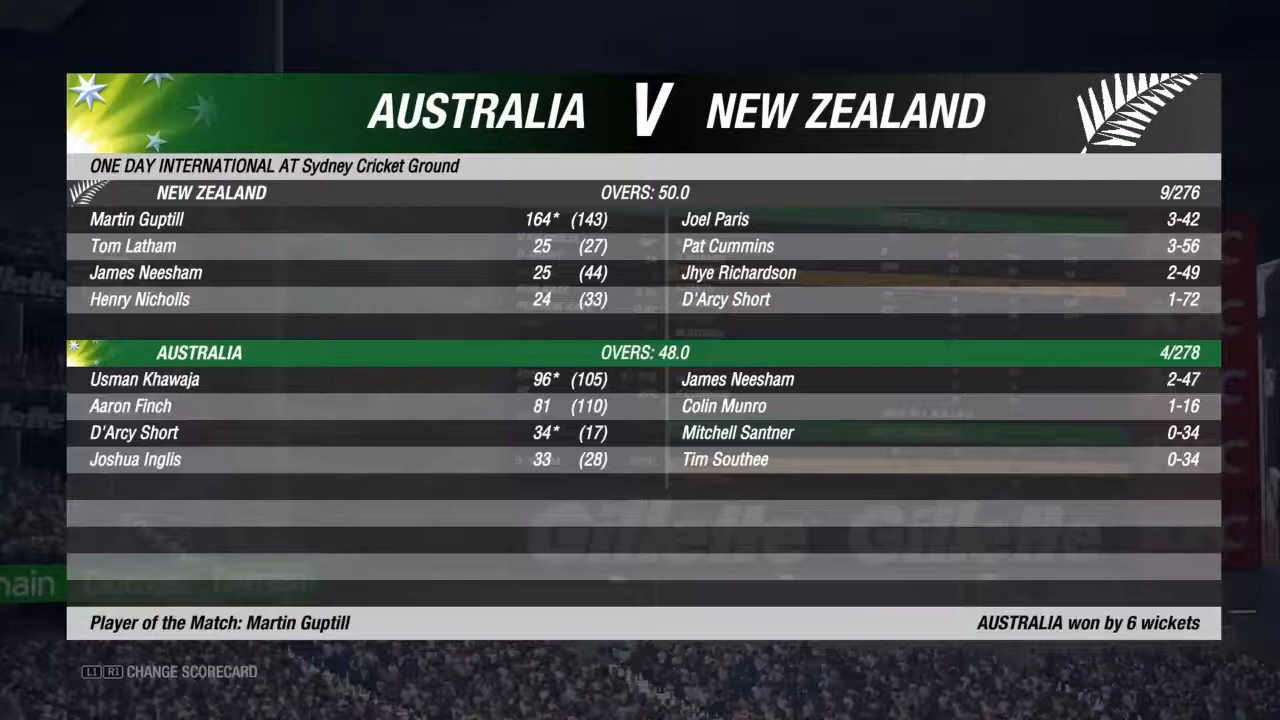 AUSTRALIA V NEW ZEALAND
ONE DAY INTERNATIONAL AT Sydney Cricket Ground
NEW ZEALAND OVERS: 50.0 9/276
Martin Guptill 164* (143) Joel Paris 3-42
Tom Latham 25 (27) Pat Cummins 3-56
James Neesham 25 (44) Jhye Richardson 2-49
Henry Nicholls 24 (33) D'Arcy Short 1-72
AUSTRALIA OVERS: 48.0 4/278
Usman Khawaja 96* (105) James Neesham 2-47
Aaron Finch 81 (110) Colin Munro 1-16
D'Arcy Short 34* (17) Mitchell Santner 0-34
Joshua Inglis 33 (28) Tim Southee 0-34
Gillette Gillette
Player of the Match: Martin Guptill AUSTRALIA won by 6 wickets
L1 R1 CHANGE SCORECARD